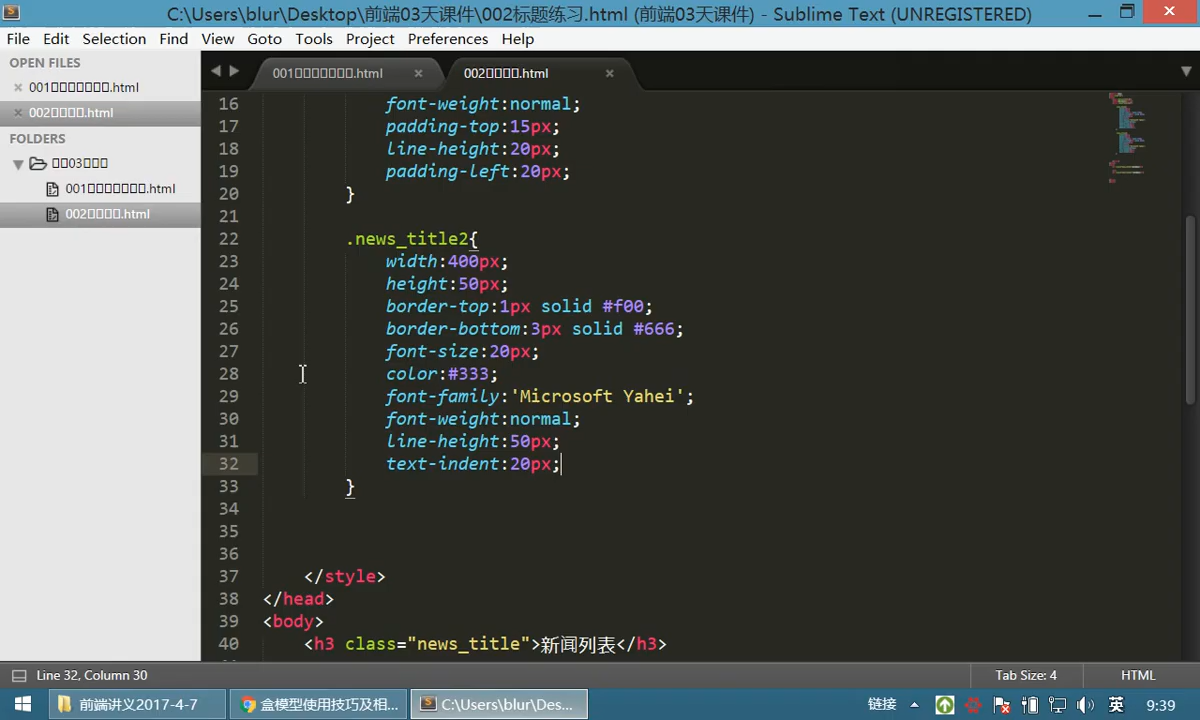 C:\Users\blur\Desktop\前端03天课件\002标题练习.html (前端03天课件) - Sublime Text (UNREGISTERED)
File Edit Selection Find View Goto Tools Project Preferences Help
OPEN FILES
001□□□□□□□.html
002□□□□.html
FOLDERS
□□03□□□
001□□□□□□□.html
002□□□□.html
001□□□□□□□.html
002□□□□.html
16 font-weight:normal;
17 padding-top:15px;
18 line-height:20px;
19 padding-left:20px;
20 }
21
22 .news_title2{
23 width:400px;
24 height:50px;
25 border-top:1px solid #f00;
26 border-bottom:3px solid #666;
27 font-size:20px;
28 color:#333;
29 font-family:'Microsoft Yahei';
30 font-weight:normal;
31 line-height:50px;
32 text-indent:20px;
33 }
34
35
36
37 </style>
38 </head>
39 <body>
40 <h3 class="news_title">新闻列表</h3>
Line 32, Column 30
Tab Size: 4
HTML
前端讲义2017-4-7
盒模型使用技巧及相...
C:\Users\blur\Des...
链接
英
9:39